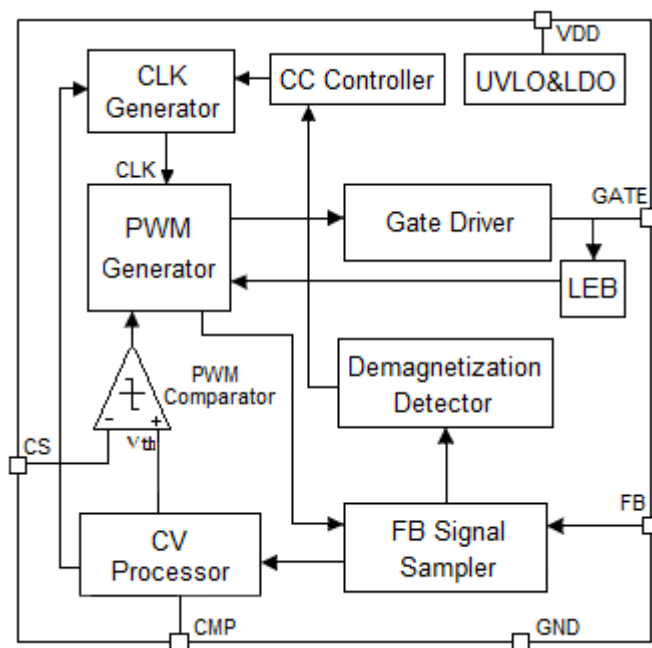 VDD
CLK
Generator
CC Controller
UVLO&LDO
CLK
GATE
PWM
Generator
Gate Driver
LEB
PWM
Comparator
Demagnetization
Detector
-
+
Vth
CS
FB
CV
Processor
FB Signal
Sampler
CMP
GND